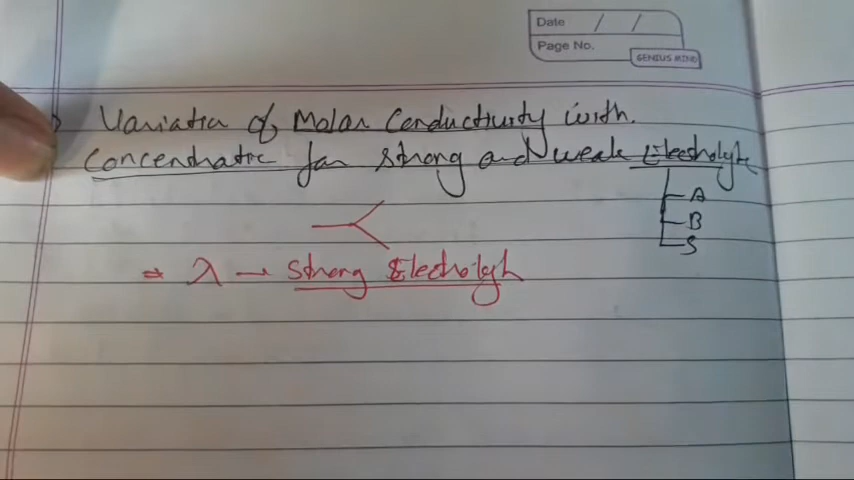 Date / /
Page No.
GENIUS MIND
Variation of Molar Conductivity with.
Concentration for strong and weak Electrolyte
A
B
S
⇒ λ → Strong Electrolyte